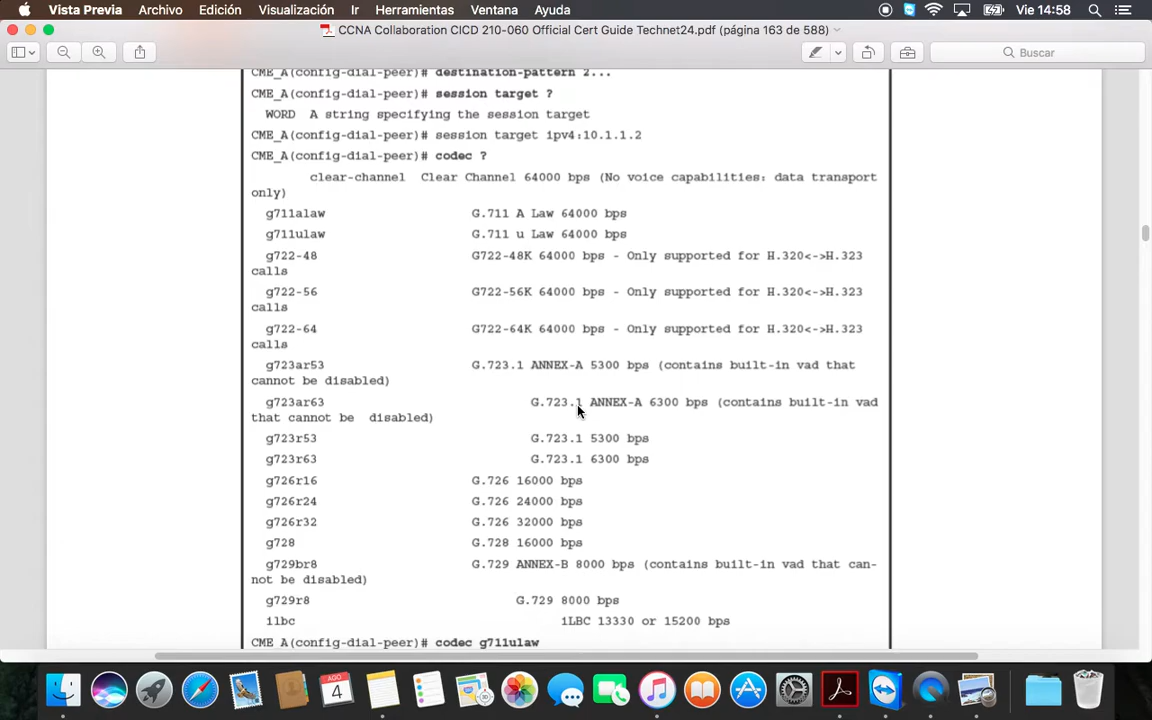 Vista Previa Archivo Edición Visualización Ir Herramientas Ventana Ayuda Vie 14:58
CCNA Collaboration CICD 210-060 Official Cert Guide Technet24.pdf (página 163 de 588)
Buscar
CME_A(config-dial-peer)# destination-pattern 2...
CME_A(config-dial-peer)# session target ?
WORD A string specifying the session target
CME_A(config-dial-peer)# session target ipv4:10.1.1.2
CME_A(config-dial-peer)# codec ?
clear-channel Clear Channel 64000 bps (No voice capabilities: data transport
only)
g711alaw G.711 A Law 64000 bps
g711ulaw G.711 u Law 64000 bps
g722-48 G722-48K 64000 bps - Only supported for H.320<->H.323
calls
g722-56 G722-56K 64000 bps - Only supported for H.320<->H.323
calls
g722-64 G722-64K 64000 bps - Only supported for H.320<->H.323
calls
g723ar53 G.723.1 ANNEX-A 5300 bps (contains built-in vad that
cannot be disabled)
g723ar63 G.723.1 ANNEX-A 6300 bps (contains built-in vad
that cannot be disabled)
g723r53 G.723.1 5300 bps
g723r63 G.723.1 6300 bps
g726r16 G.726 16000 bps
g726r24 G.726 24000 bps
g726r32 G.726 32000 bps
g728 G.728 16000 bps
g729br8 G.729 ANNEX-B 8000 bps (contains built-in vad that can-
not be disabled)
g729r8 G.729 8000 bps
ilbc iLBC 13330 or 15200 bps
CME_A(config-dial-peer)# codec g711ulaw
AGO
4